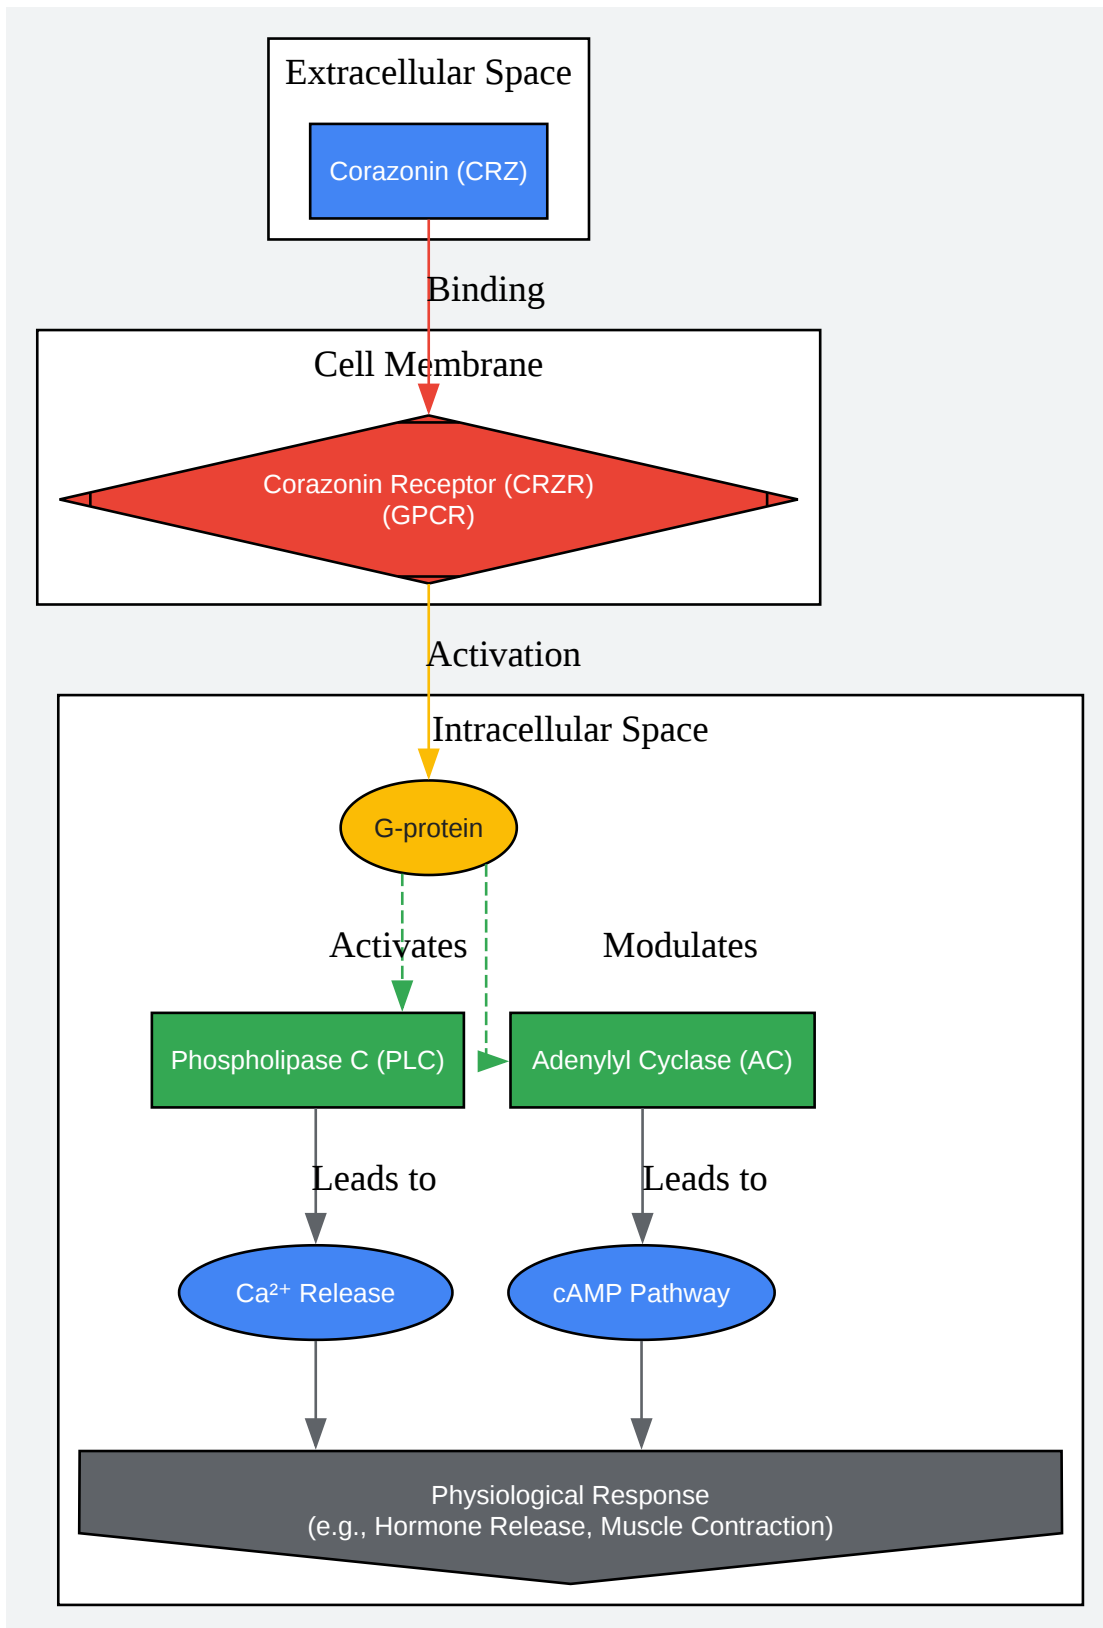 Extracellular Space
Corazonin (CRZ)
Binding
Cell Membrane
Corazonin Receptor (CRZR)
(GPCR)
Activation
Intracellular Space
G-protein
Activates
Modulates
Phospholipase C (PLC)
Adenylyl Cyclase (AC)
Leads to
Leads to
Ca²⁺ Release
cAMP Pathway
Physiological Response
(e.g., Hormone Release, Muscle Contraction)